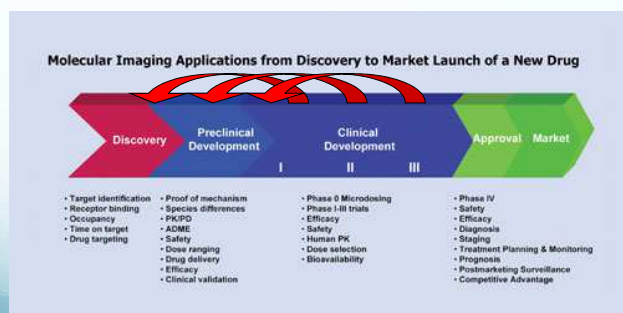 Molecular Imaging Applications from Discovery to Market Launch of a New Drug
Discovery
Preclinical
Development
Clinical
Development
I
II
III
Approval
Market
• Target identification
• Receptor binding
• Occupancy
• Time on target
• Drug targeting
• Proof of mechanism
• Species differences
• PK/PD
• ADME
• Safety
• Dose ranging
• Drug delivery
• Efficacy
• Clinical validation
• Phase 0 Microdosing
• Phase I-III trials
• Efficacy
• Safety
• Human PK
• Dose selection
• Bioavailability
• Phase IV
• Safety
• Efficacy
• Diagnosis
• Staging
• Treatment Planning & Monitoring
• Prognosis
• Postmarketing Surveillance
• Competitive Advantage